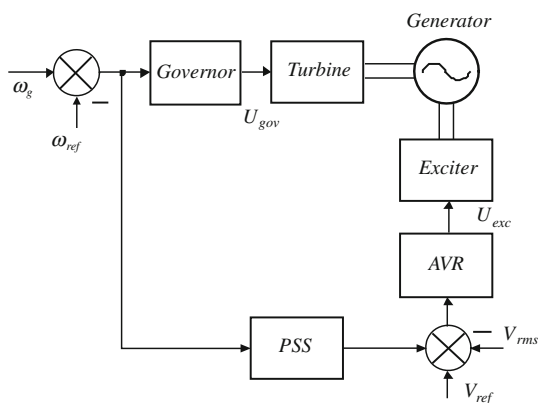 Generator
Governor
Turbine
ω_g
U_gov
ω_ref
Exciter
U_exc
AVR
PSS
V_rms
V_ref